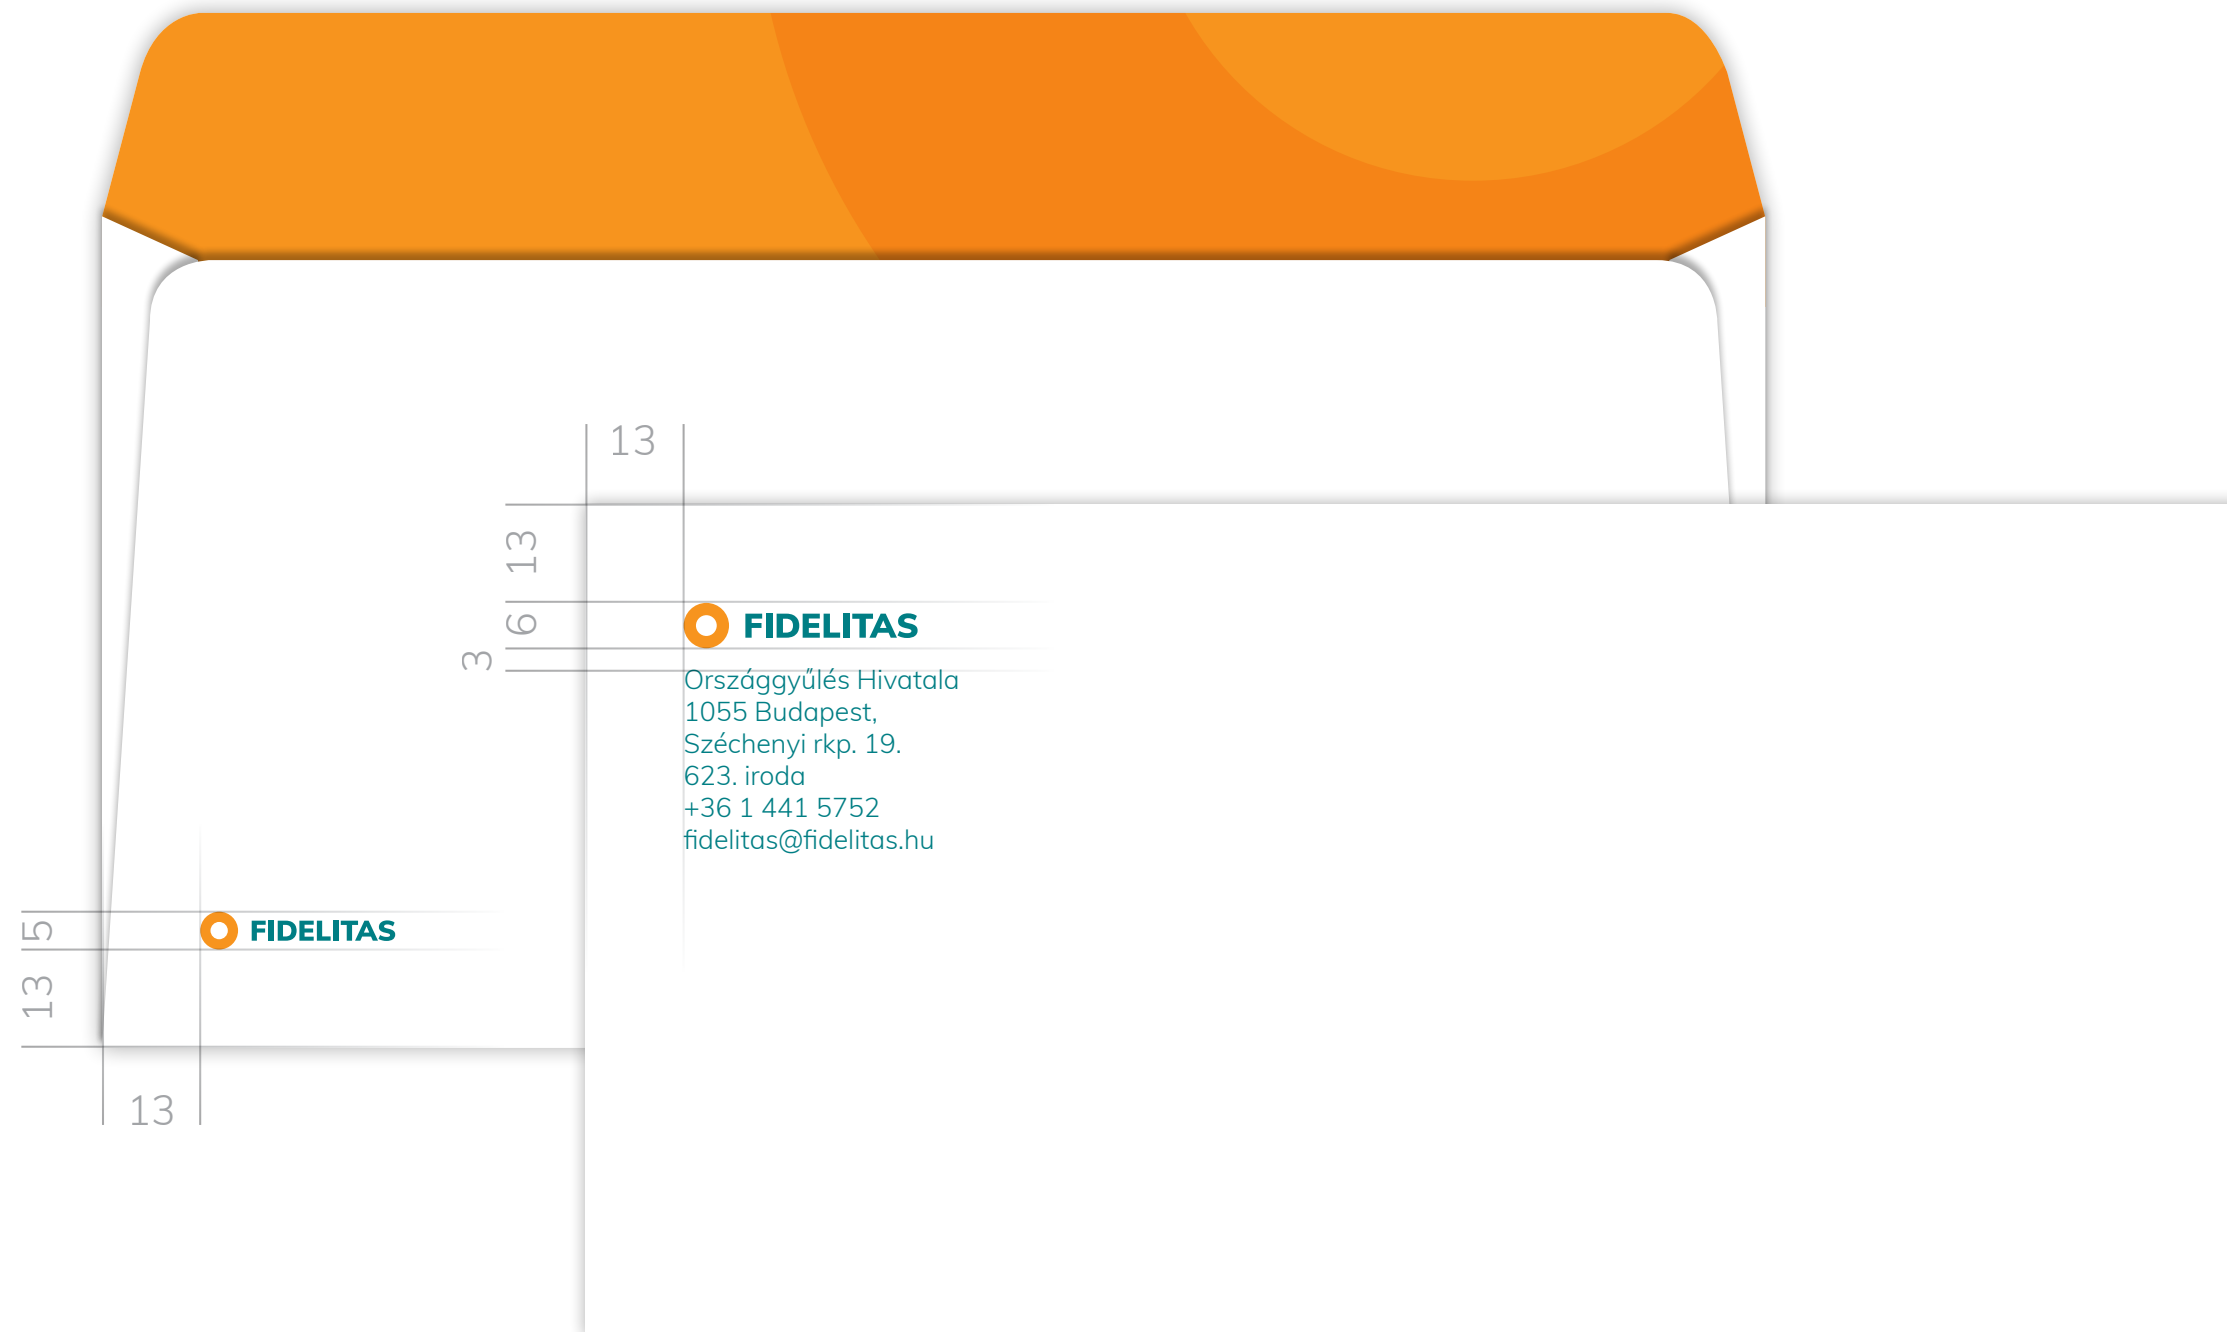 13
13
6
3
FIDELITAS
Országgyűlés Hivatala
1055 Budapest,
Széchenyi rkp. 19.
623. iroda
+36 1 441 5752
fidelitas@fidelitas.hu
5
FIDELITAS
13
13